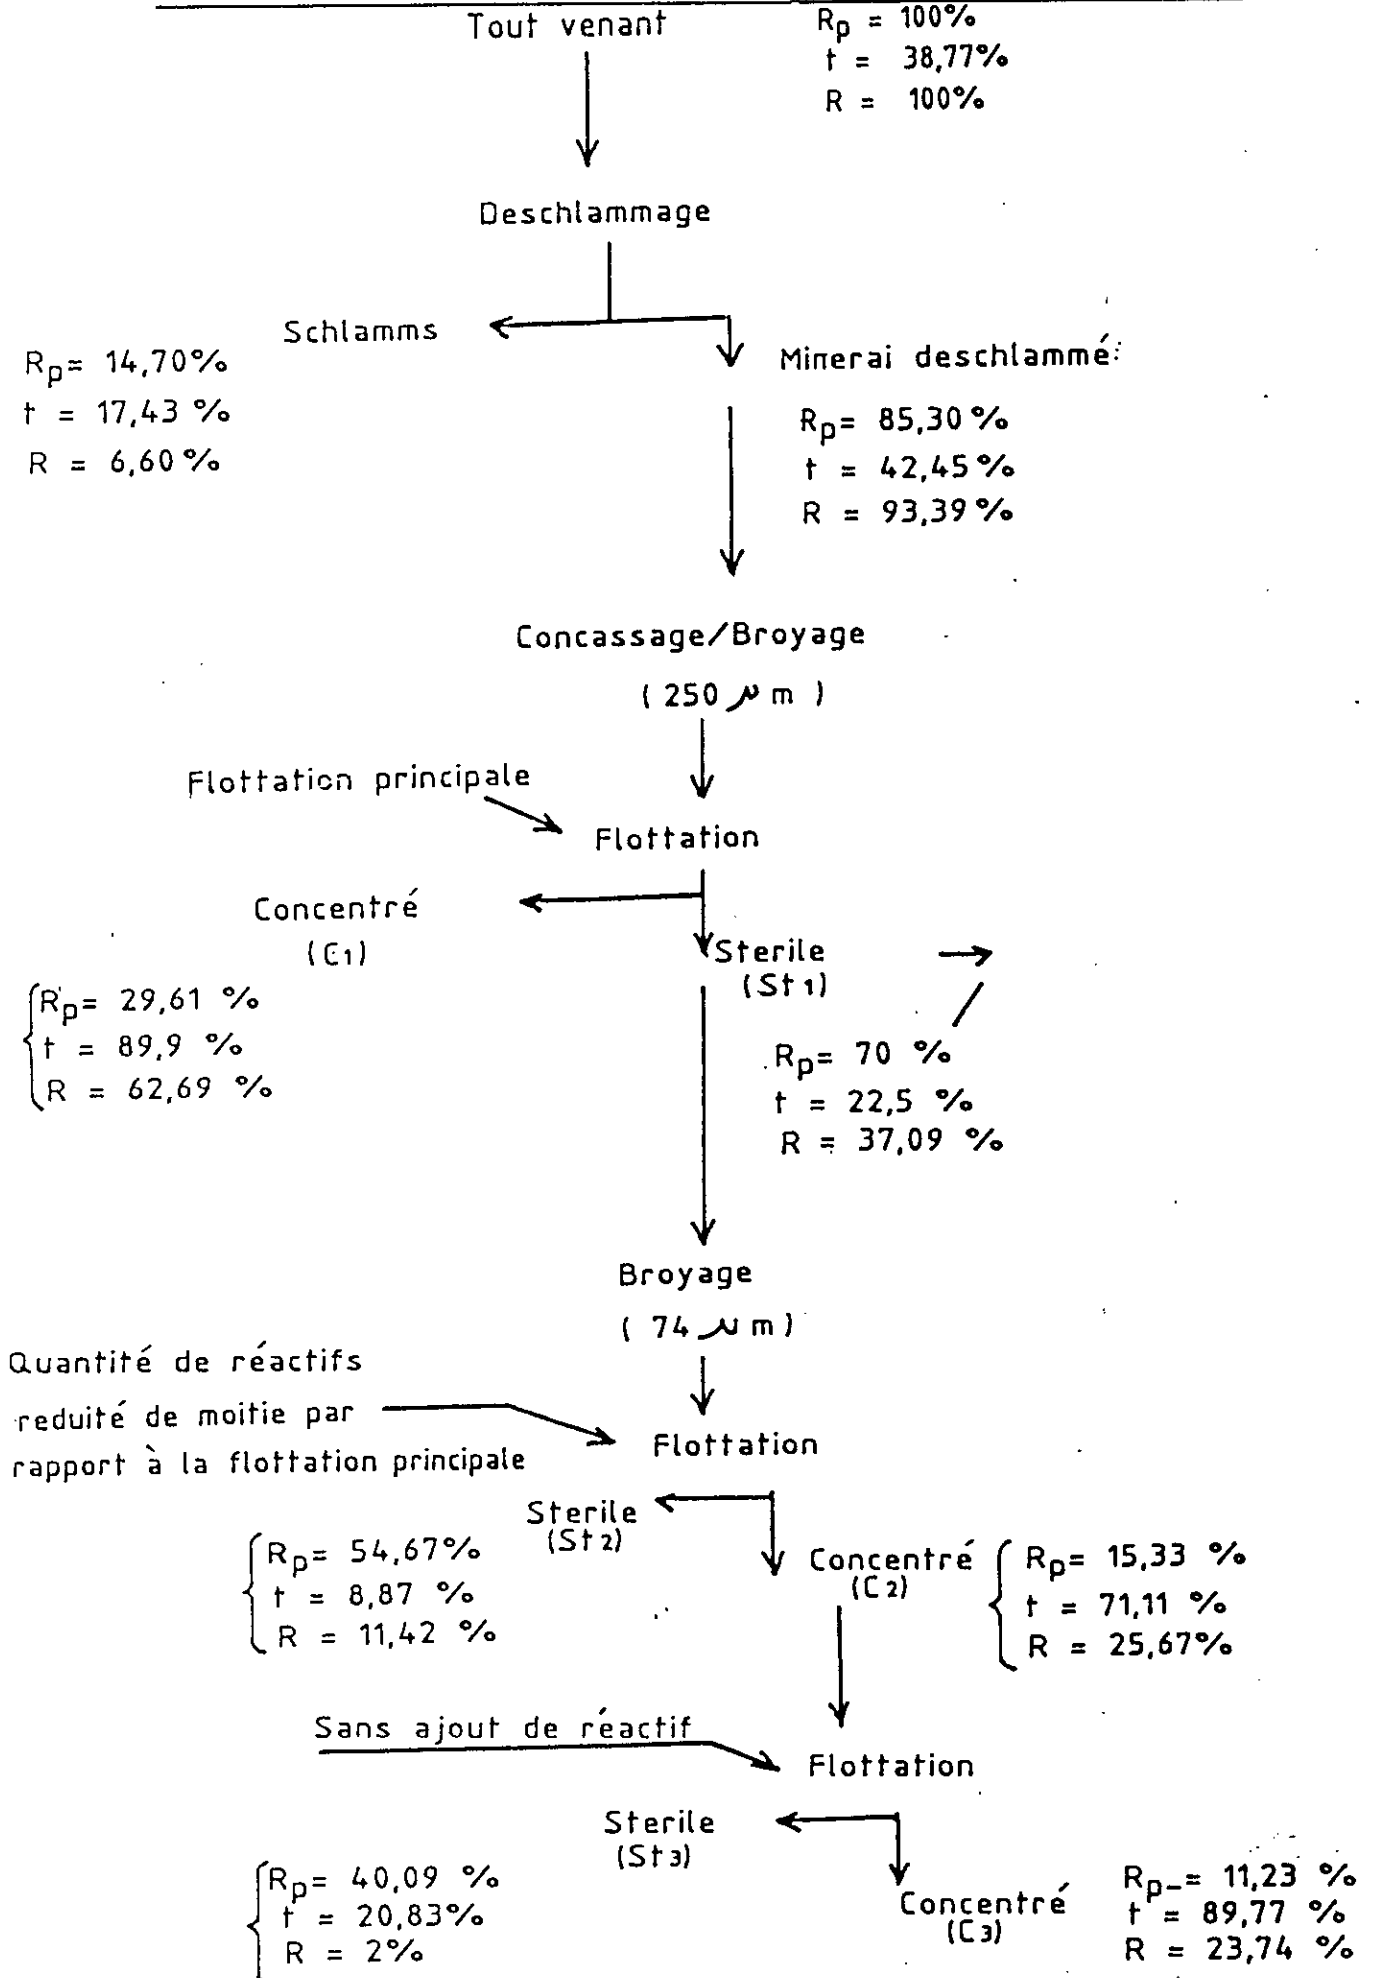 Tout venant
Rp = 100%
t = 38,77%
R = 100%
Deschlammage
Schlamms
Rp= 14,70%
t = 17,43 %
R = 6,60 %
Minerai deschlammé:
Rp= 85,30 %
t = 42,45 %
R = 93,39 %
Concassage/Broyage
( 250 µm )
Flottation principale
Flottation
Concentré
(C1)
Rp= 29,61 %
t = 89,9 %
R = 62,69 %
Sterile
(St1)
Rp= 70 %
t = 22,5 %
R = 37,09 %
Broyage
( 74 µm )
Quantité de réactifs
reduité de moitie par
rapport à la flottation principale
Flottation
Sterile
(St2)
Rp= 54,67%
t = 8,87 %
R = 11,42 %
Concentré
(C2)
Rp= 15,33 %
t = 71,11 %
R = 25,67%
Sans ajout de réactif
Flottation
Sterile
(St3)
Rp= 40,09 %
t = 20,83%
R = 2%
Concentré
(C3)
Rp= 11,23 %
t = 89,77 %
R = 23,74 %